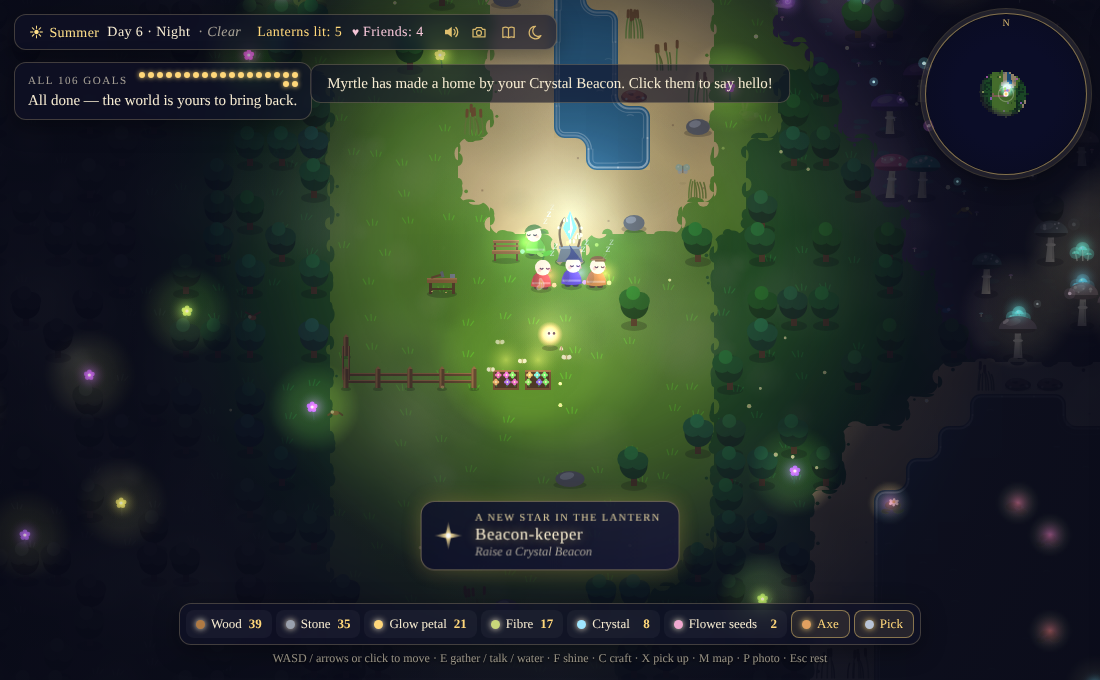 Summer Day 6 · Night · Clear Lanterns lit: 5 ♥ Friends: 4
N
ALL 106 GOALS
All done — the world is yours to bring back.
Myrtle has made a home by your Crystal Beacon. Click them to say hello!
A NEW STAR IN THE LANTERN
Beacon-keeper
Raise a Crystal Beacon
Wood 39 Stone 35 Glow petal 21 Fibre 17 Crystal 8 Flower seeds 2 Axe Pick
WASD / arrows or click to move · E gather / talk / water · F shine · C craft · X pick up · M map · P photo · Esc rest